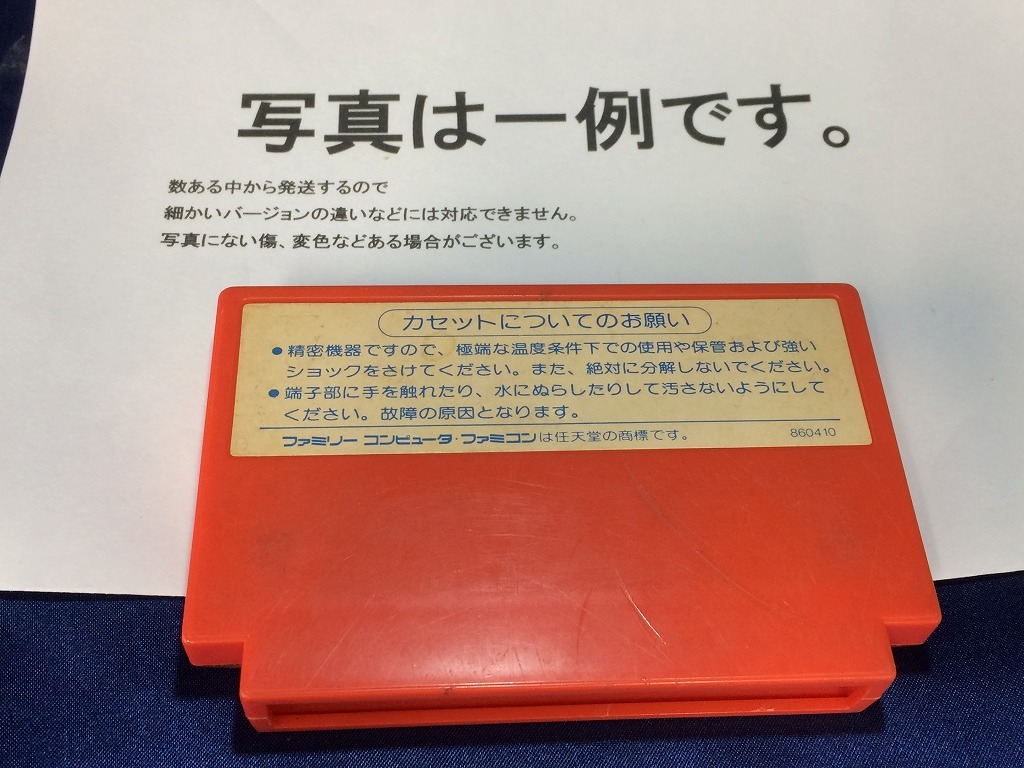 写真は一例です。
数ある中から発送するので
細かいバージョンの違いなどには対応できません。
写真にない傷、変色などある場合がございます。
カセットについてのお願い
●精密機器ですので、極端な温度条件下での使用や保管および強い
ショックをさけてください。また、絶対に分解しないでください。
●端子部に手を触れたり、水にぬらしたりして汚さないようにして
ください。故障の原因となります。
ファミリー コンピュータ・ファミコンは任天堂の商標です。 860410